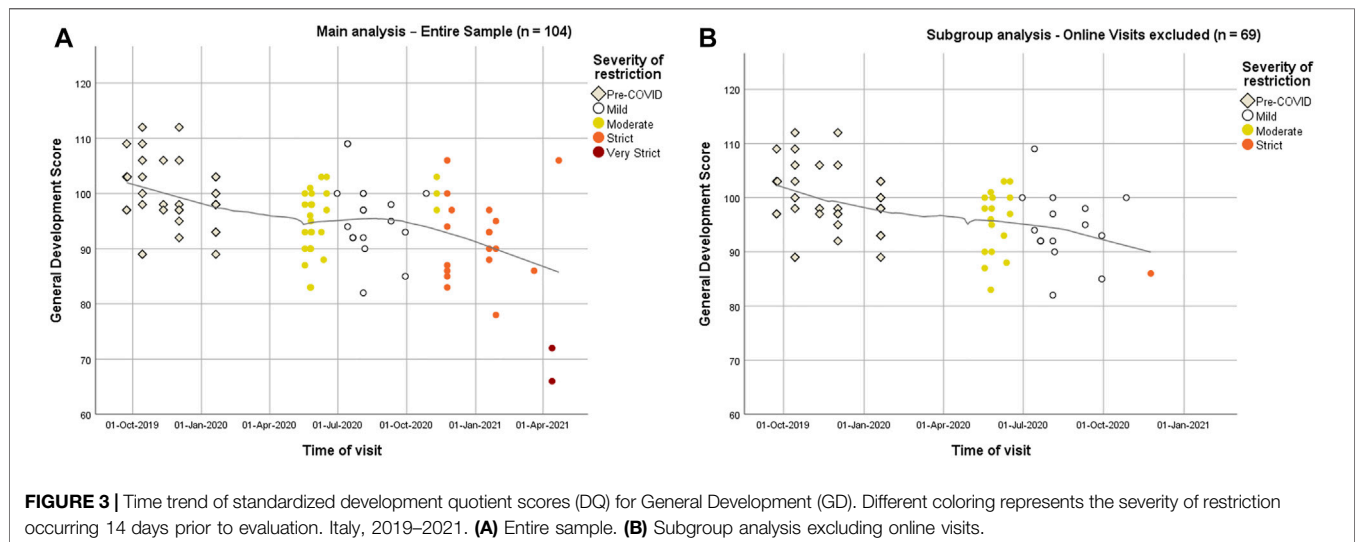 A
Main analysis – Entire Sample (n = 104)
Severity of
restriction
Pre-COVID
Mild
Moderate
Strict
Very Strict
General Development Score
120
110
100
90
80
70
60
01-Oct-2019 01-Jan-2020 01-Apr-2020 01-Jul-2020 01-Oct-2020 01-Jan-2021 01-Apr-2021
Time of visit
B
Subgroup analysis - Online Visits excluded (n = 69)
Severity of
restriction
Pre-COVID
Mild
Moderate
Strict
General Development Score
120
110
100
90
80
70
60
01-Oct-2019 01-Jan-2020 01-Apr-2020 01-Jul-2020 01-Oct-2020 01-Jan-2021
Time of visit
FIGURE 3 | Time trend of standardized development quotient scores (DQ) for General Development (GD). Different coloring represents the severity of restriction
occurring 14 days prior to evaluation. Italy, 2019–2021. (A) Entire sample. (B) Subgroup analysis excluding online visits.